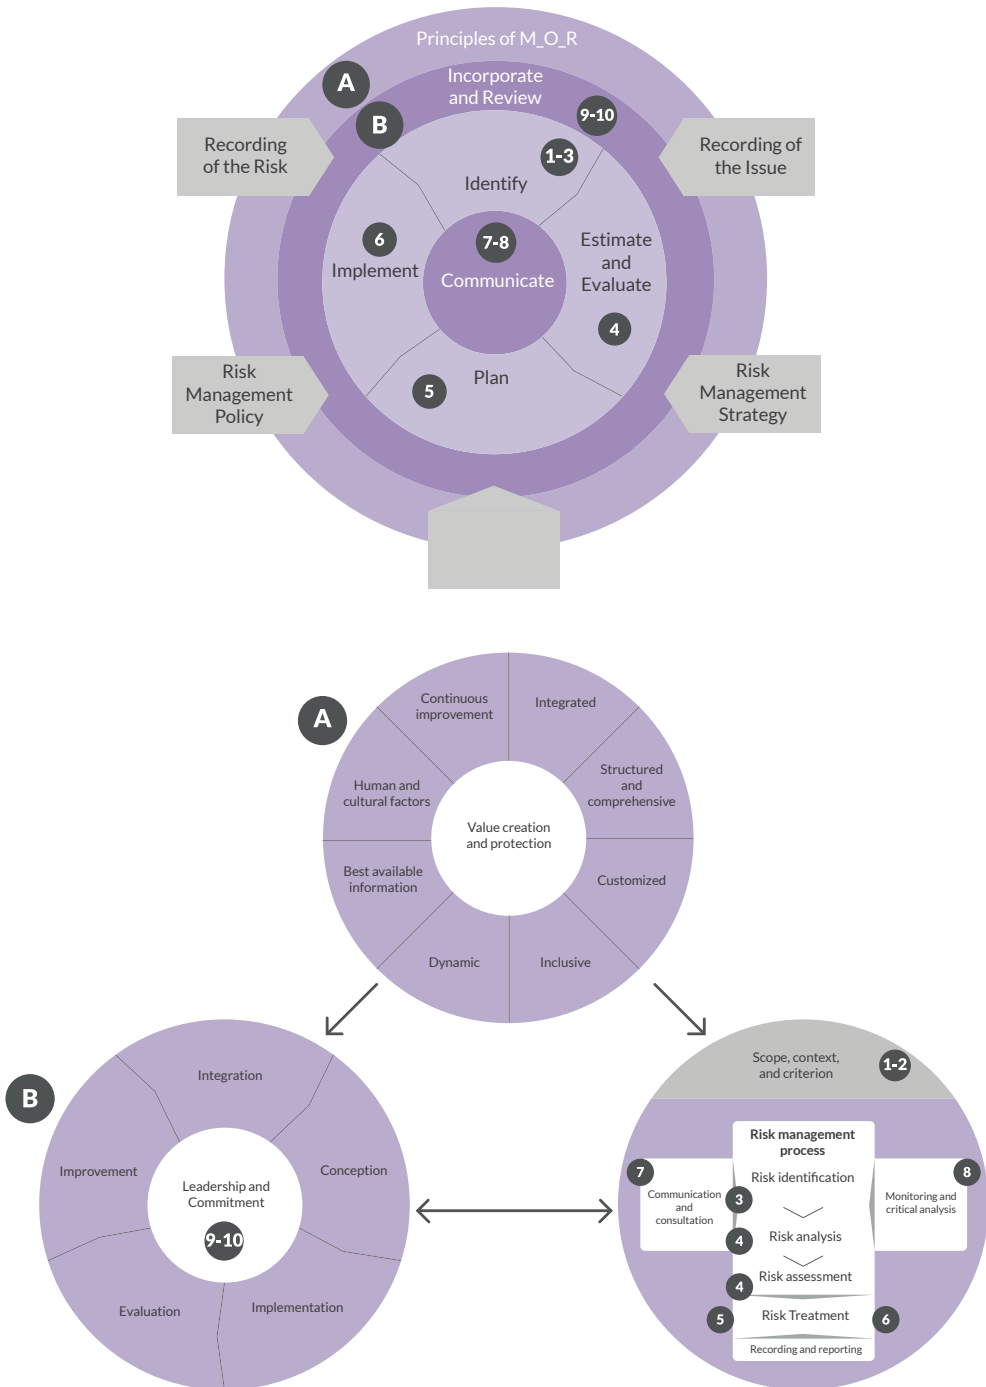 Principles of M_O_R
A
Incorporate
and Review
B
9-10
Recording
of the Risk
Recording of
the Issue
1-3
Identify
6
Implement
7-8
Communicate
Estimate
and
Evaluate
4
Risk
Management
Policy
5
Plan
Risk
Management
Strategy
A
Continuous
improvement
Integrated
Human and
cultural factors
Structured
and
comprehensive
Value creation
and protection
Best available
information
Customized
Dynamic
Inclusive
B
Integration
Improvement
Conception
Leadership and
Commitment
9-10
Evaluation
Implementation
Scope, context,
and criterion
1-2
Risk management
process
7
Communication
and
consultation
Risk identification
3
8
Monitoring and
critical analysis
4
Risk analysis
4
Risk assessment
5
Risk Treatment
6
Recording and reporting